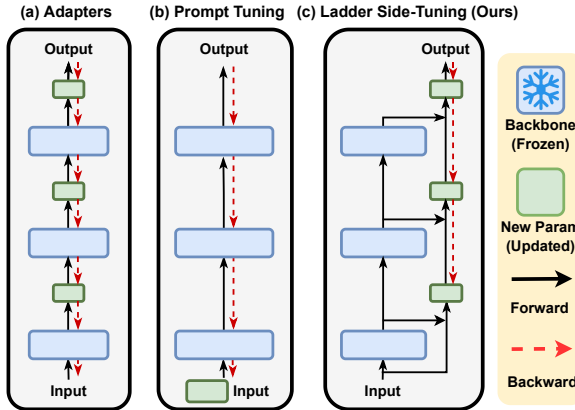 (a) Adapters
(b) Prompt Tuning
(c) Ladder Side-Tuning (Ours)
Output
Output
Output
Input
Input
Input
Backbone
(Frozen)
New Param
(Updated)
Forward
Backward